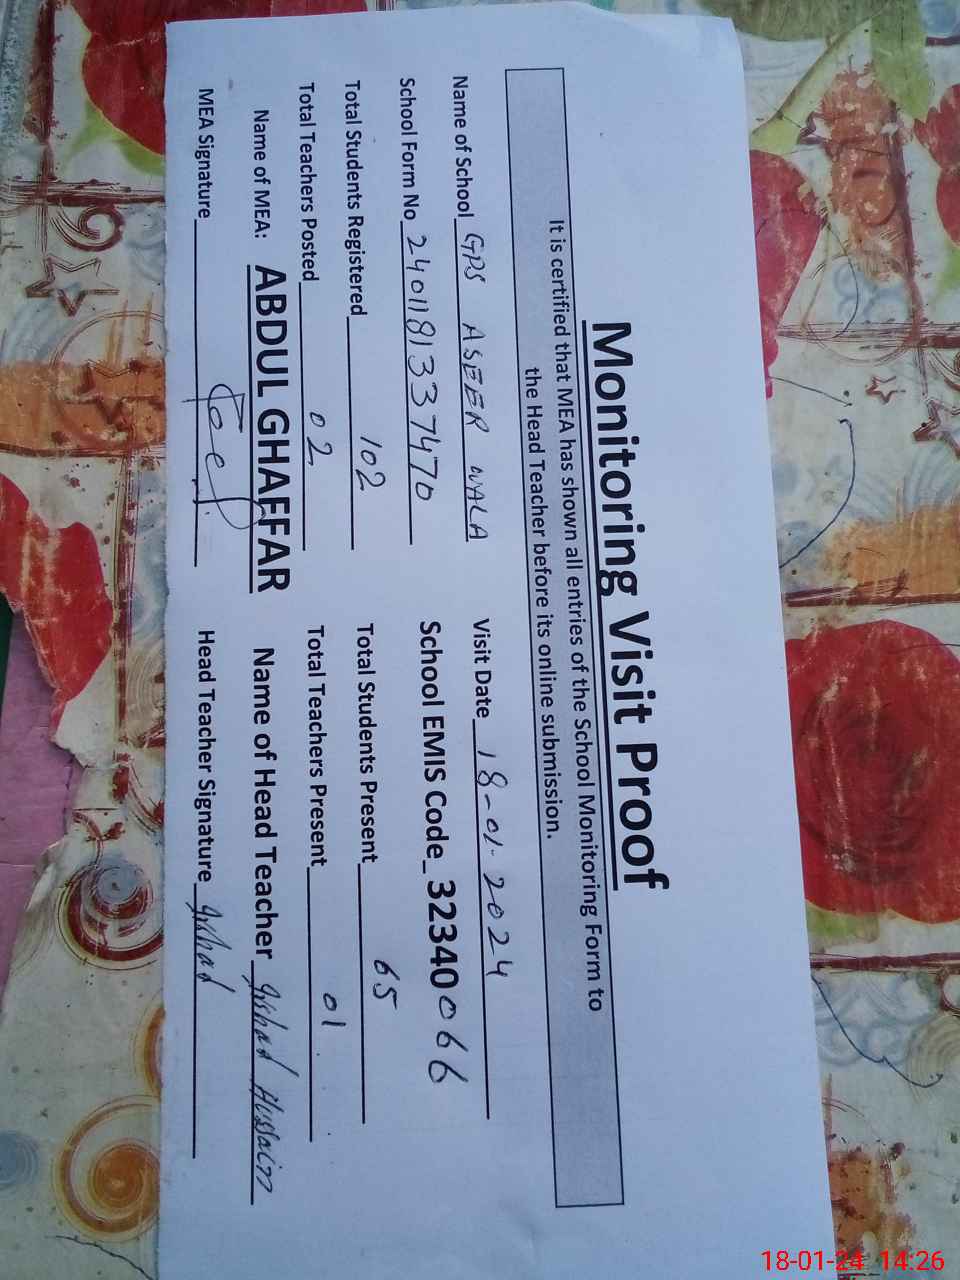 Monitoring Visit Proof
It is certified that MEA has shown all entries of the School Monitoring Form to
the Head Teacher before its online submission.
Name of School GPS ASEER WALA Visit Date 18-01-2024
School Form No 2401181337470 School EMIS Code 32340066
Total Students Registered 102 Total Students Present 65
Total Teachers Posted 02 Total Teachers Present 01
Name of MEA: ABDUL GHAFFAR Name of Head Teacher Irshad Hussain
MEA Signature Head Teacher Signature Irshad
18-01-24 14:26